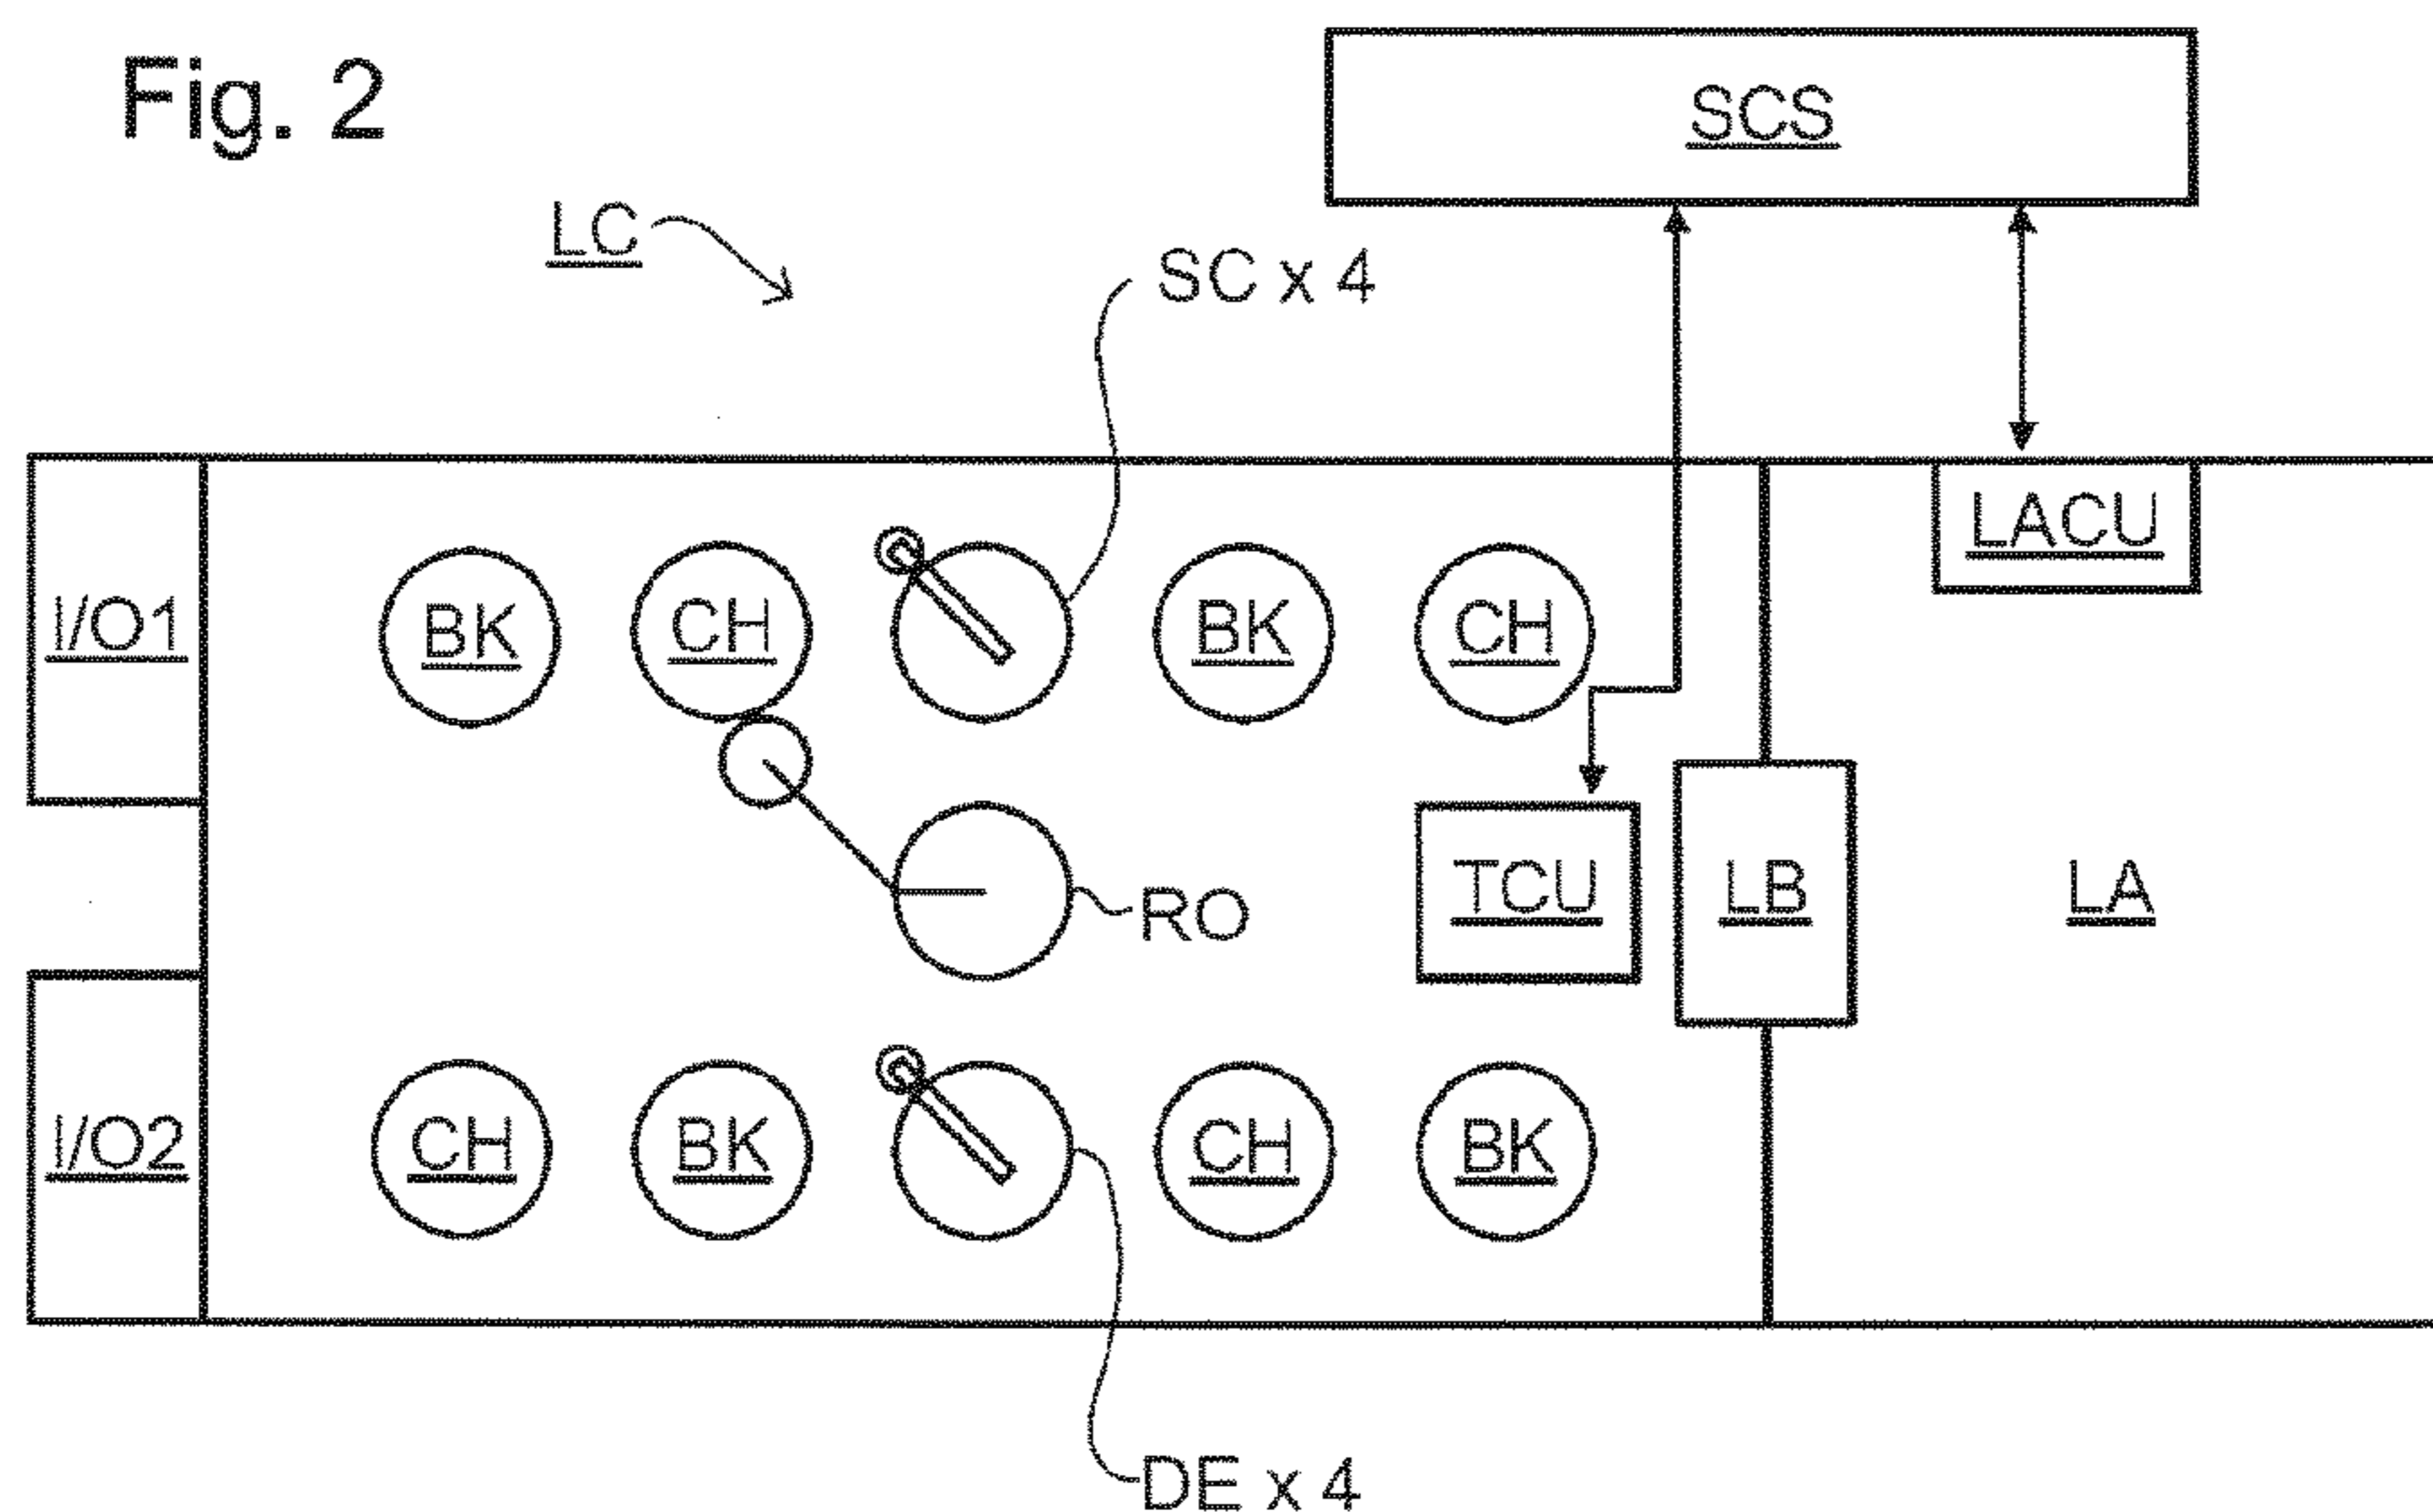 Fig. 2
SCS
LC
SC x 4
LACU
I/O1
BK
CH
BK
CH
RO
TCU
LB
LA
I/O2
CH
BK
CH
BK
DE x 4